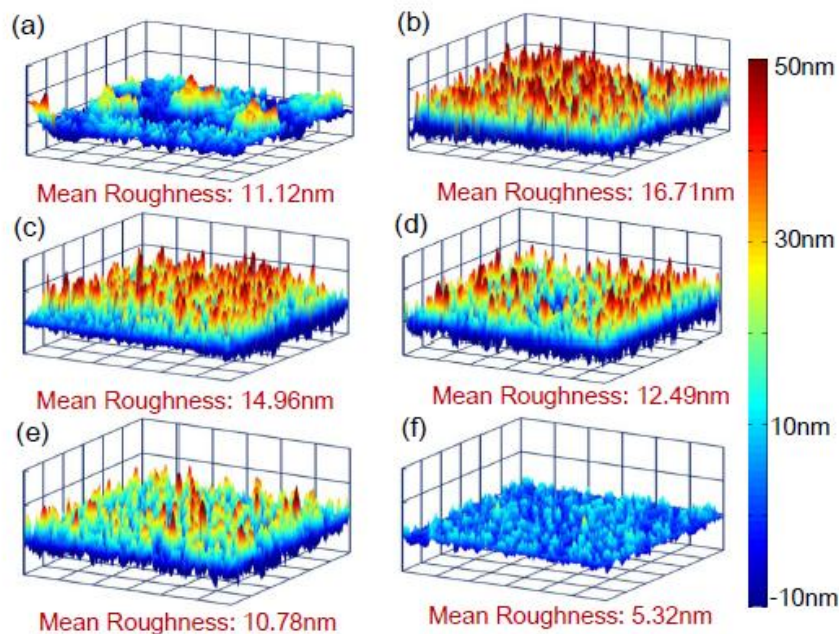 (a)
Mean Roughness: 11.12nm
(b)
Mean Roughness: 16.71nm
(c)
Mean Roughness: 14.96nm
(d)
Mean Roughness: 12.49nm
(e)
Mean Roughness: 10.78nm
(f)
Mean Roughness: 5.32nm
50nm
30nm
10nm
-10nm